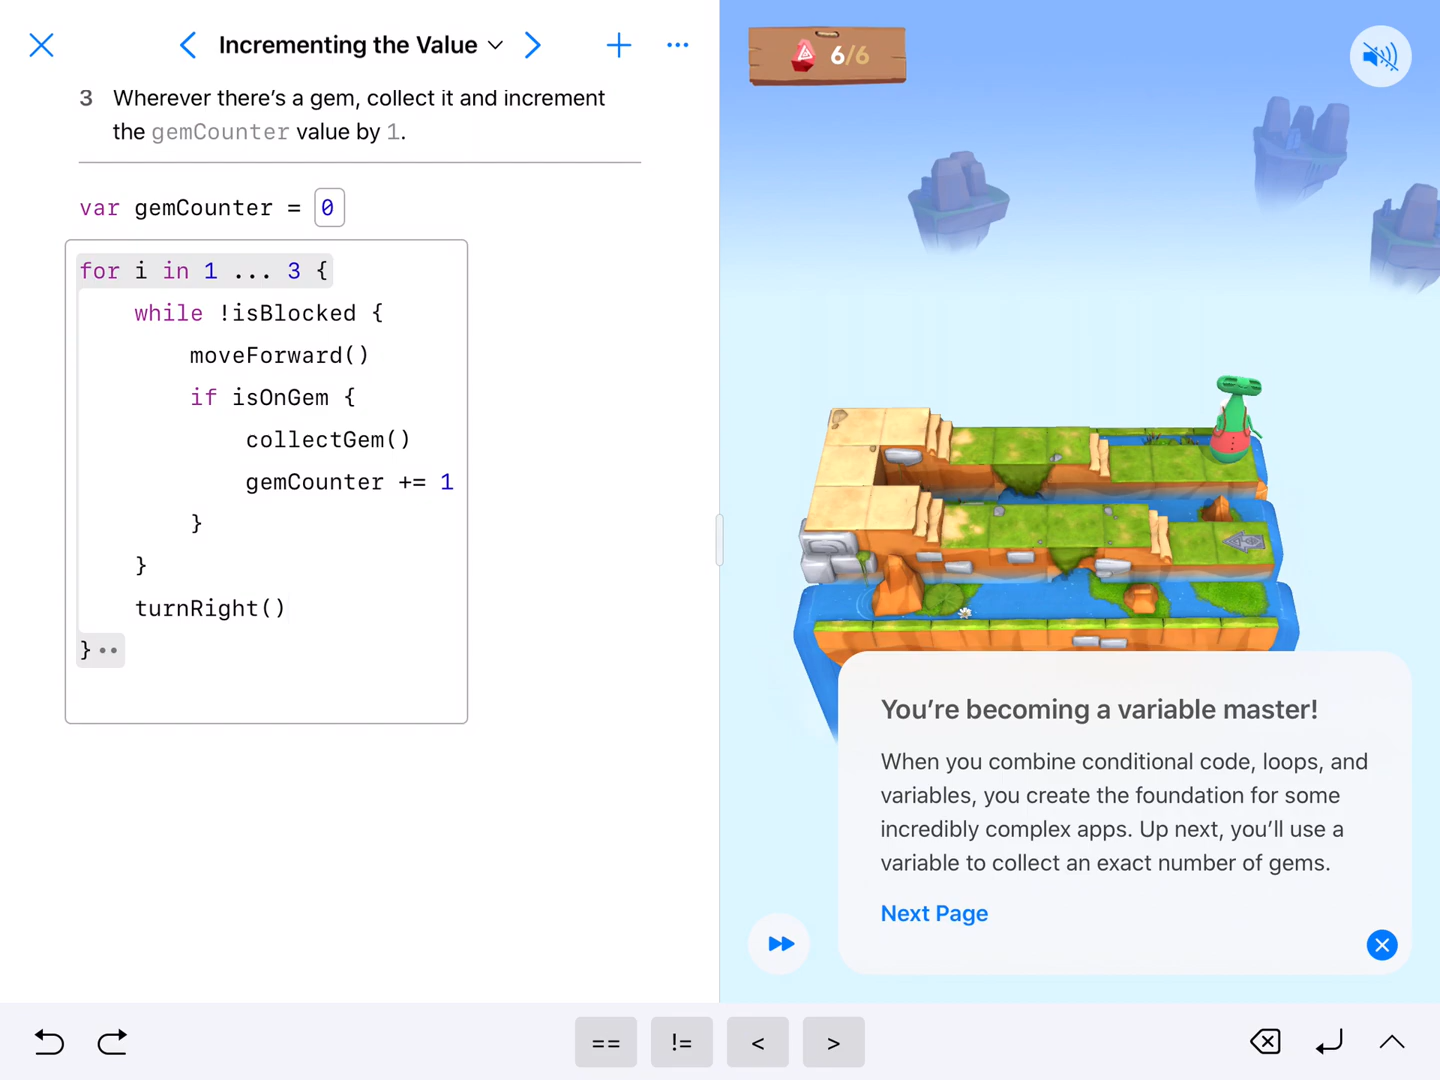 Incrementing the Value
3 Wherever there's a gem, collect it and increment
the gemCounter value by 1.
var gemCounter = 0
for i in 1 ... 3 {
while !isBlocked {
moveForward()
if isOnGem {
collectGem()
gemCounter += 1
}
}
turnRight()
}
6/6
You're becoming a variable master!
When you combine conditional code, loops, and
variables, you create the foundation for some
incredibly complex apps. Up next, you'll use a
variable to collect an exact number of gems.
Next Page
== != < >